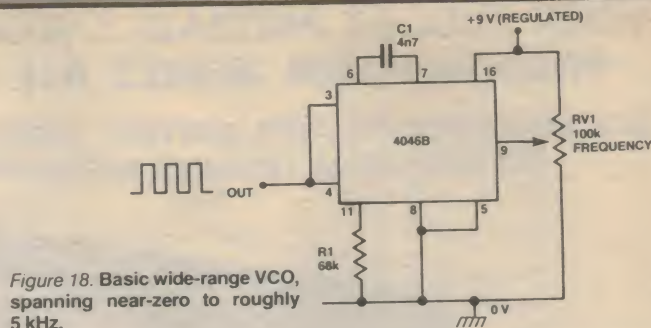 +9 V (REGULATED)
C1
4n7
6
7
16
3
4046B
9
RV1
100k
FREQUENCY
OUT
4
11
8
5
R1
68k
0 V
Figure 18. Basic wide-range VCO,
spanning near-zero to roughly
5 kHz.